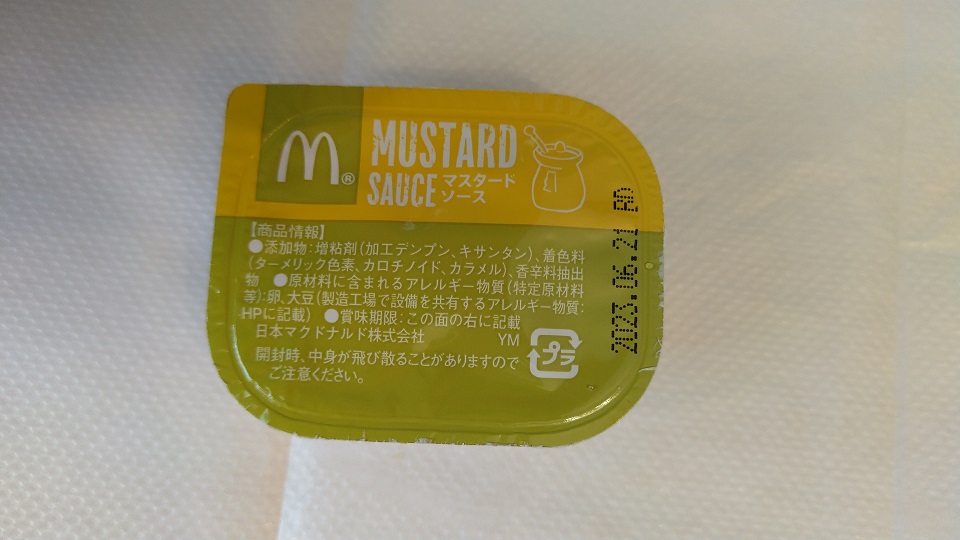 M®
MUSTARD
SAUCE マスタード
ソース
【商品情報】
●添加物:増粘剤(加工デンプン、キサンタン)、着色料
(ターメリック色素、カロチノイド、カラメル)、香辛料抽出
物 ●原材料に含まれるアレルギー物質(特定原材料
等):卵、大豆(製造工場で設備を共有するアレルギー物質:
HPに記載) ●賞味期限:この面の右に記載
日本マクドナルド株式会社 YM
開封時、中身が飛び散ることがありますので
ご注意ください。
プラ
2023.06.21 BD